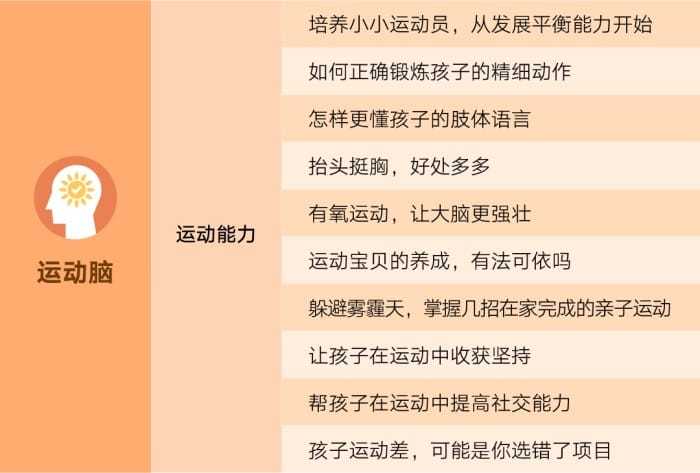 运动脑
运动能力
培养小小运动员，从发展平衡能力开始
如何正确锻炼孩子的精细动作
怎样更懂孩子的肢体语言
抬头挺胸，好处多多
有氧运动，让大脑更强壮
运动宝贝的养成，有法可依吗
躲避雾霾天，掌握几招在家完成的亲子运动
让孩子在运动中收获坚持
帮孩子在运动中提高社交能力
孩子运动差，可能是你选错了项目